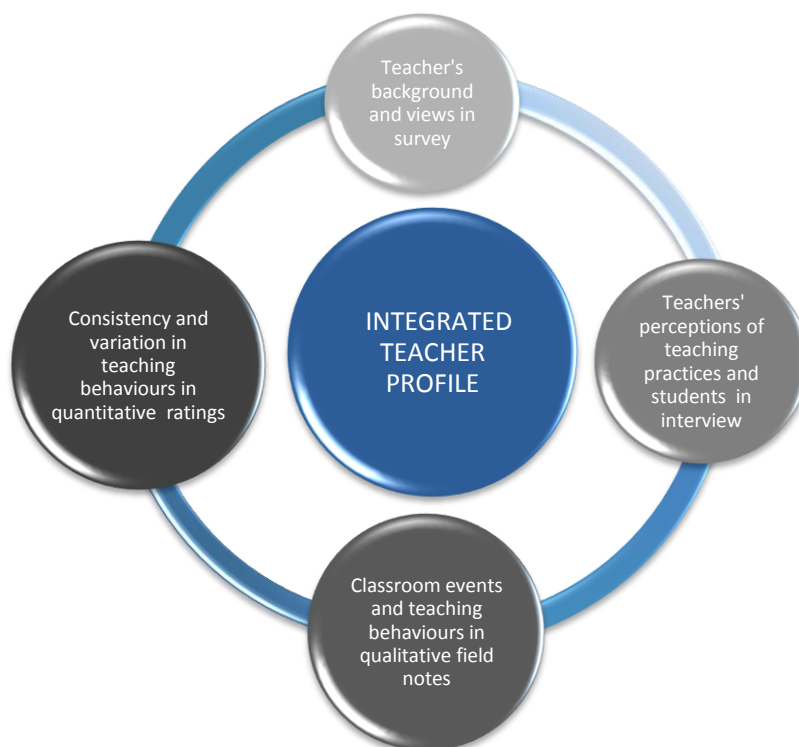 Teacher's
background
and views in
survey
Consistency and
variation in
teaching
behaviours in
quantitative ratings
INTEGRATED
TEACHER
PROFILE
Teachers'
perceptions of
teaching
practices and
students in
interview
Classroom events
and teaching
behaviours in
qualitative field
notes